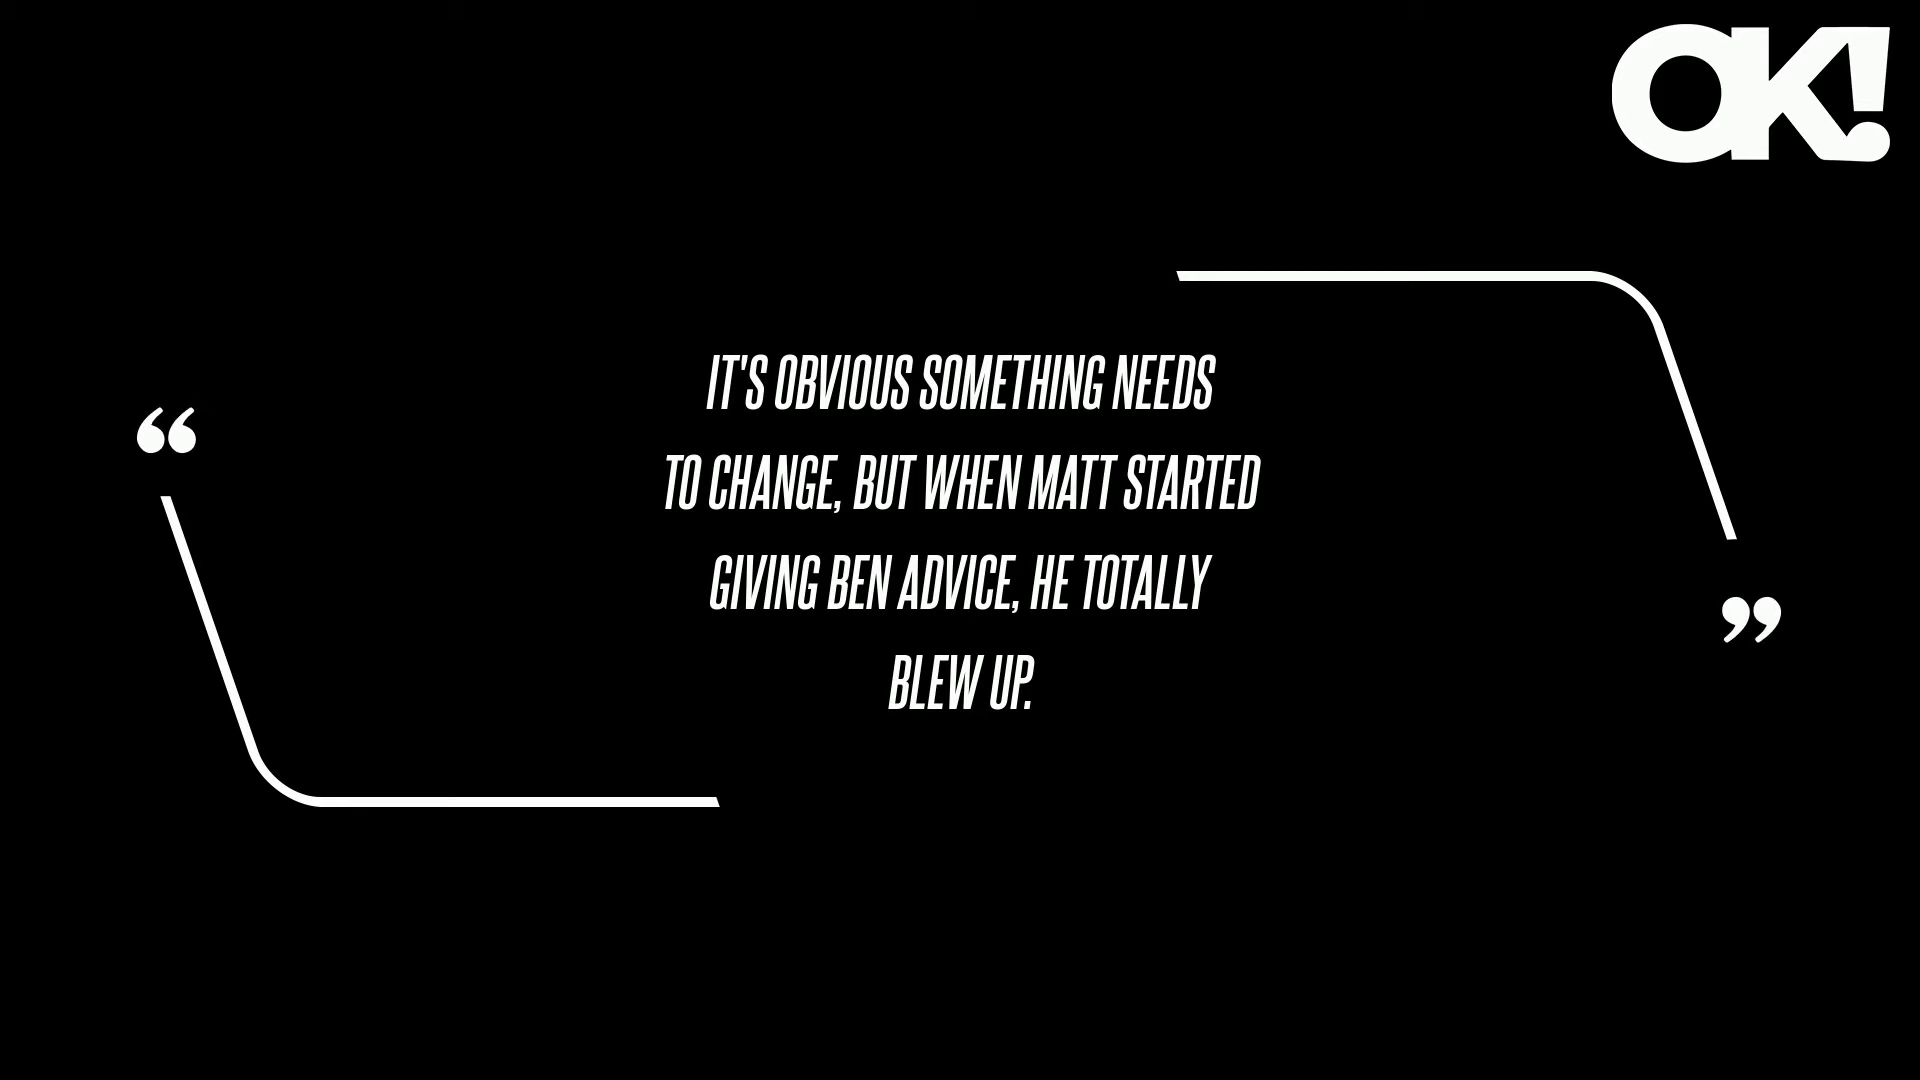 OK!
“
IT'S OBVIOUS SOMETHING NEEDS
TO CHANGE, BUT WHEN MATT STARTED
GIVING BEN ADVICE, HE TOTALLY
BLEW UP.
”